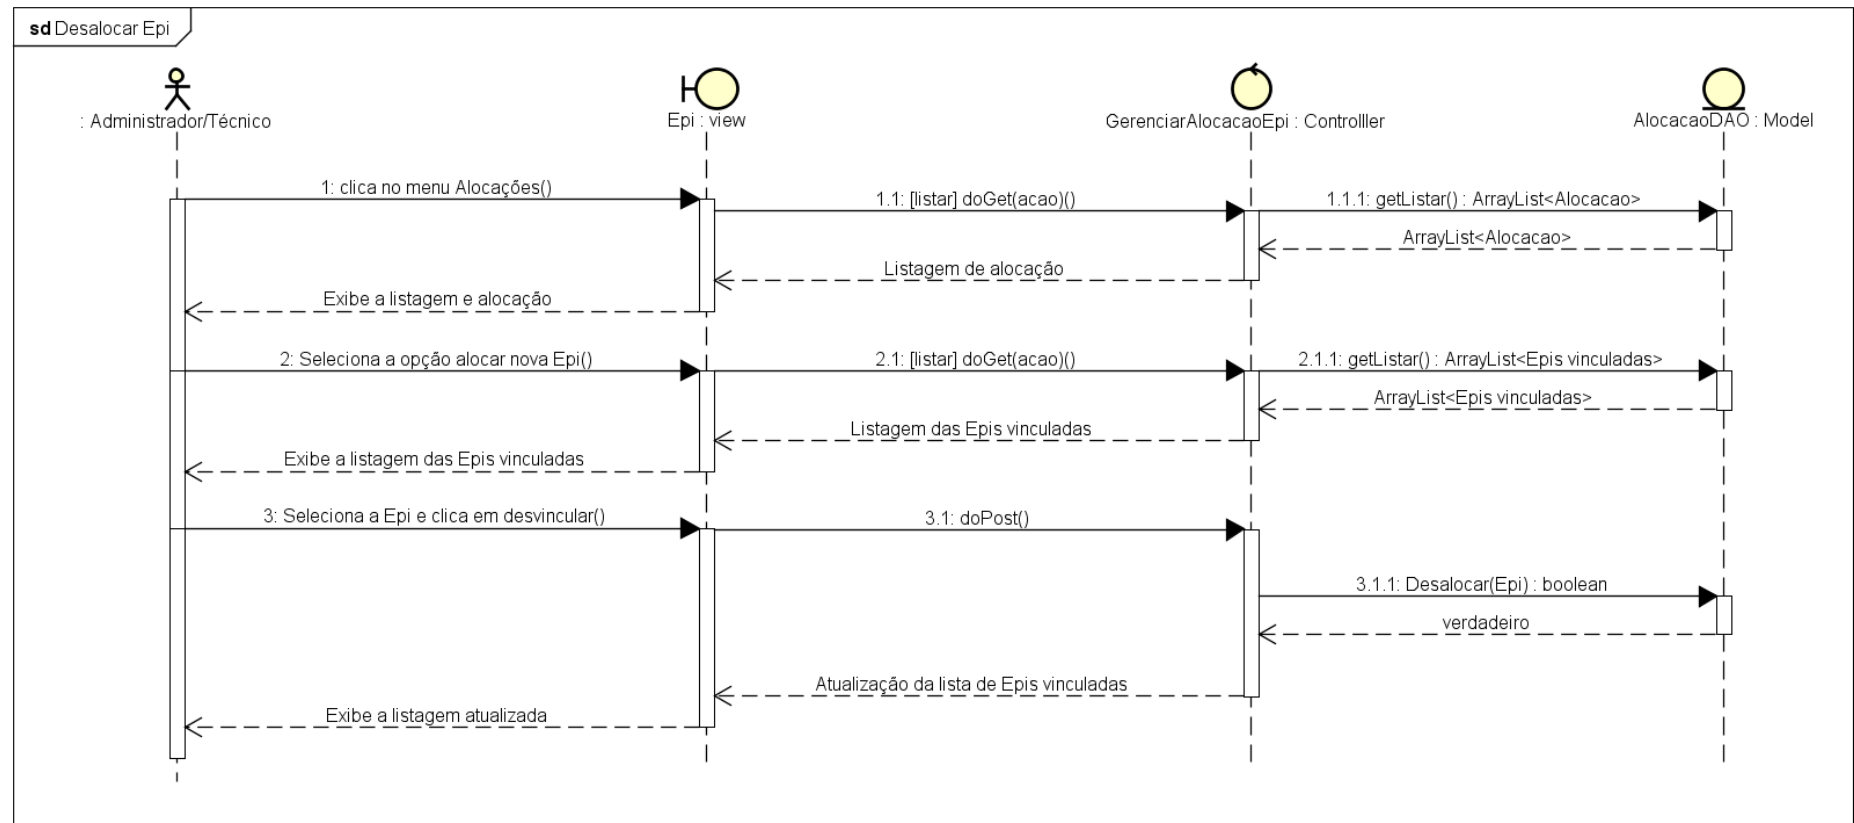 sd Desalocar Epi
: Administrador/Técnico
Epi : view
GerenciarAlocacaoEpi : Controlller
AlocacaoDAO : Model
1: clica no menu Alocações()
1.1: [listar] doGet(acao)()
1.1.1: getListar() : ArrayList<Alocacao>
ArrayList<Alocacao>
Listagem de alocação
Exibe a listagem e alocação
2: Seleciona a opção alocar nova Epi()
2.1: [listar] doGet(acao)()
2.1.1: getListar() : ArrayList<Epis vinculadas>
ArrayList<Epis vinculadas>
Listagem das Epis vinculadas
Exibe a listagem das Epis vinculadas
3: Seleciona a Epi e clica em desvincular()
3.1: doPost()
3.1.1: Desalocar(Epi) : boolean
verdadeiro
Atualização da lista de Epis vinculadas
Exibe a listagem atualizada